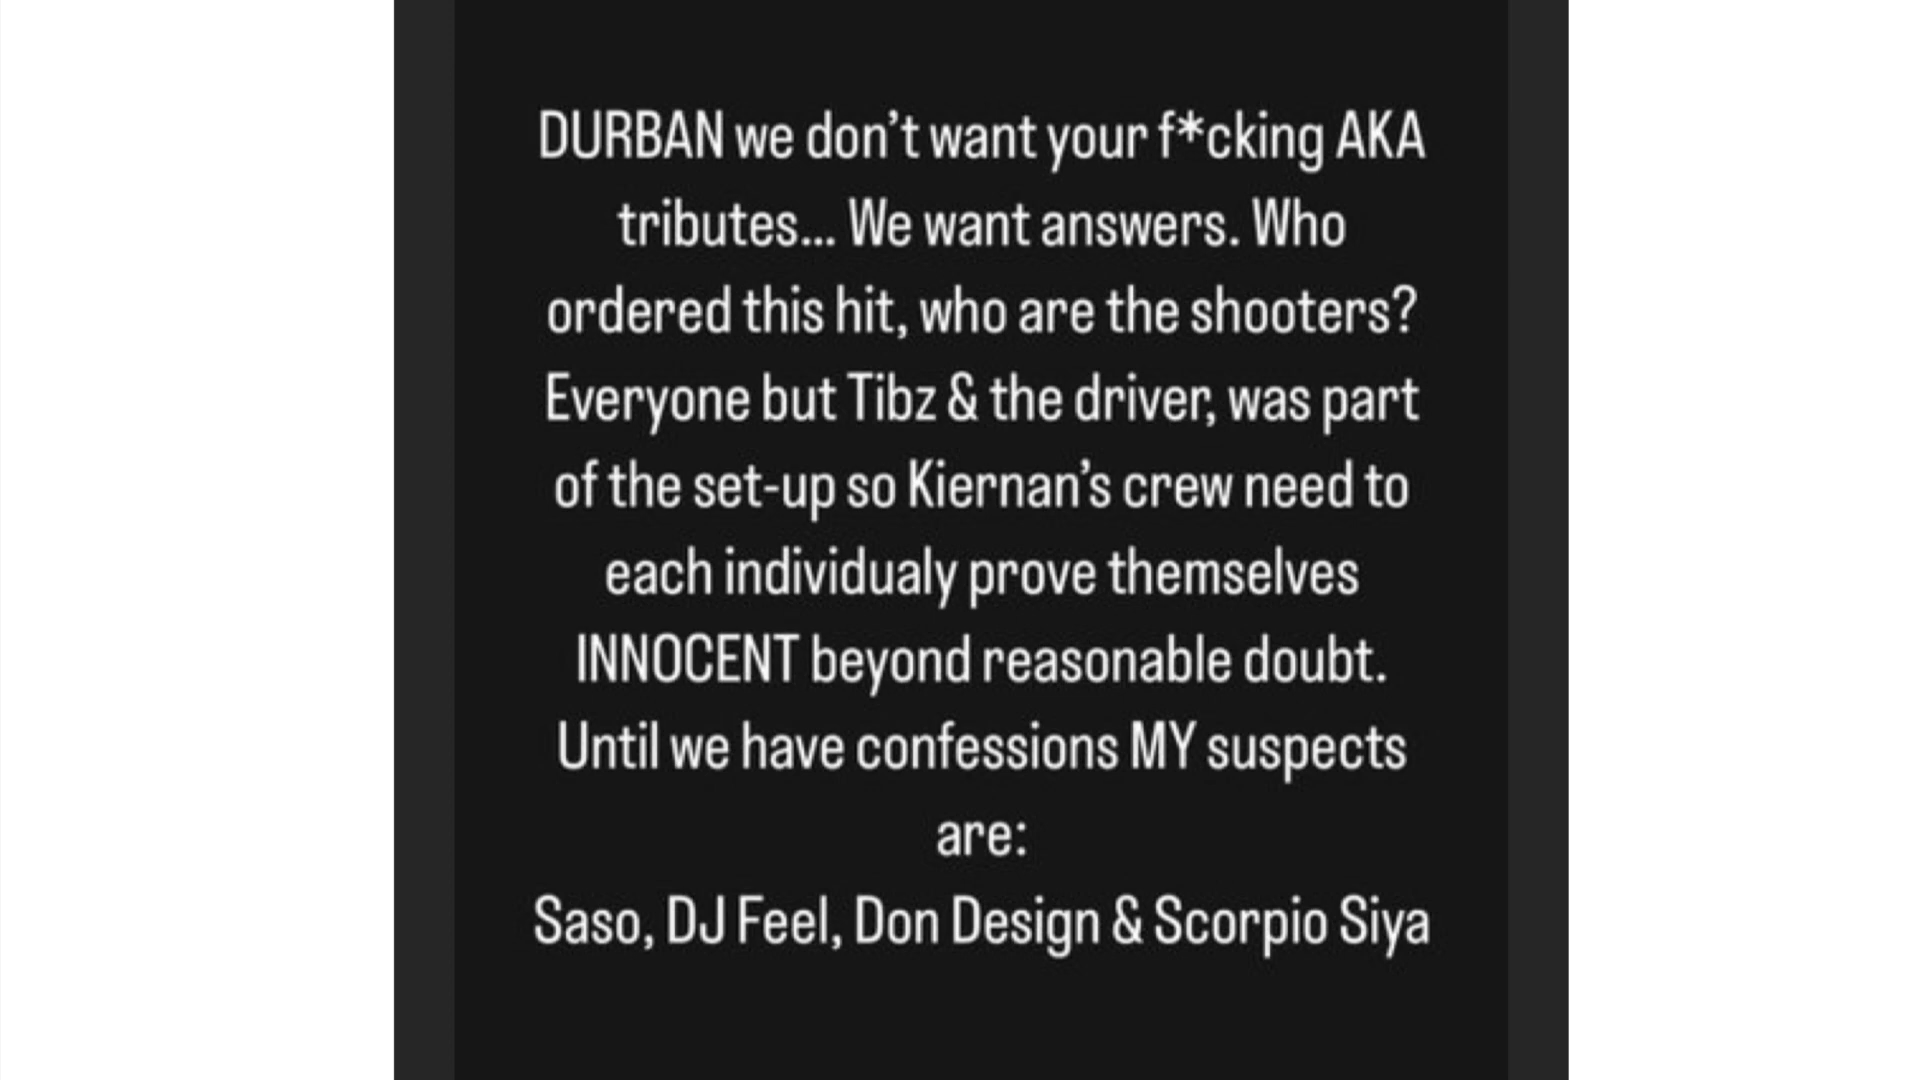 DURBAN we don’t want your f*cking AKA
tributes... We want answers. Who
ordered this hit, who are the shooters?
Everyone but Tibz & the driver, was part
of the set-up so Kiernan’s crew need to
each individualy prove themselves
INNOCENT beyond reasonable doubt.
Until we have confessions MY suspects
are:
Saso, DJ Feel, Don Design & Scorpio Siya